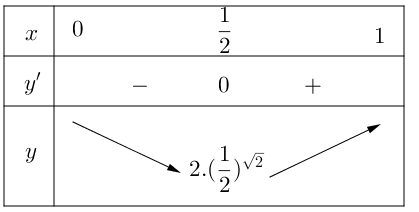 x 0 1/2 1
y′ − 0 +
y 2.(1/2)^√2